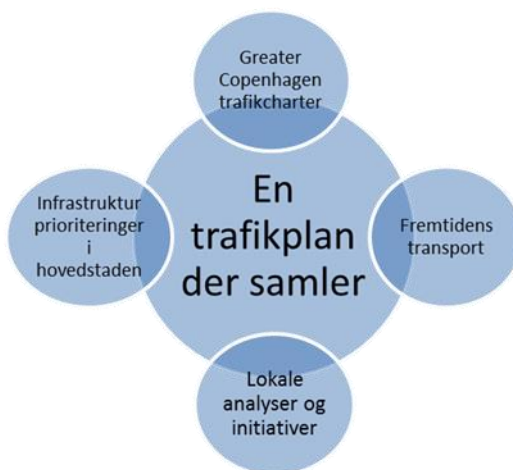 Greater
Copenhagen
trafikcharter
Infrastruktur
prioriteringer
i
hovedstaden
En
trafikplan
der samler
Fremtidens
transport
Lokale
analyser og
initiativer